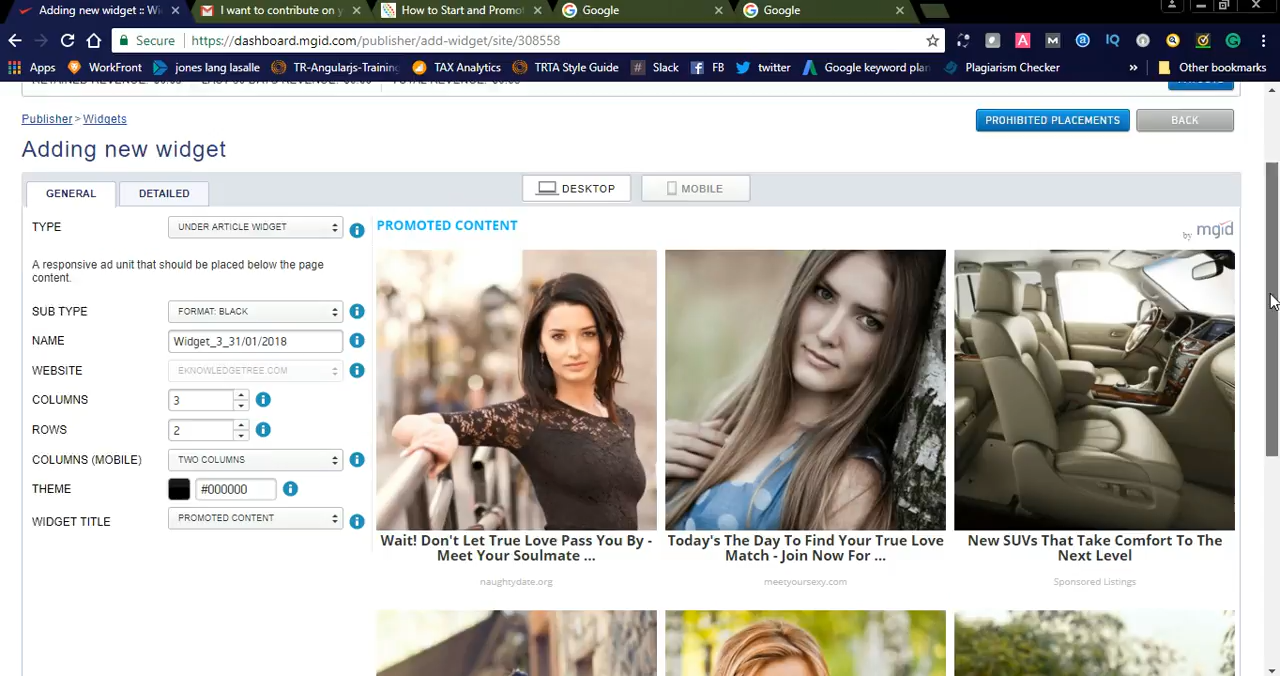 Adding new widget :: Wi
I want to contribute on y
How to Start and Promot
Google
Google
Secure
https://dashboard.mgid.com/publisher/add-widget/site/308558
Apps
WorkFront
jones lang lasalle
TR-Angularjs-Training
TAX Analytics
TRTA Style Guide
Slack
FB
twitter
Google keyword plan
Plagiarism Checker
»
Other bookmarks
Publisher > Widgets
PROHIBITED PLACEMENTS
BACK
Adding new widget
GENERAL
DETAILED
DESKTOP
MOBILE
TYPE
UNDER ARTICLE WIDGET
A responsive ad unit that should be placed below the page
content.
SUB TYPE
FORMAT: BLACK
NAME
Widget_3_31/01/2018
WEBSITE
EKNOWLEDGETREE.COM
COLUMNS
3
ROWS
2
COLUMNS (MOBILE)
TWO COLUMNS
THEME
#000000
WIDGET TITLE
PROMOTED CONTENT
PROMOTED CONTENT
by mgid
Wait! Don't Let True Love Pass You By -
Meet Your Soulmate ...
naughtydate.org
Today's The Day To Find Your True Love
Match - Join Now For ...
meetyoursexy.com
New SUVs That Take Comfort To The
Next Level
Sponsored Listings